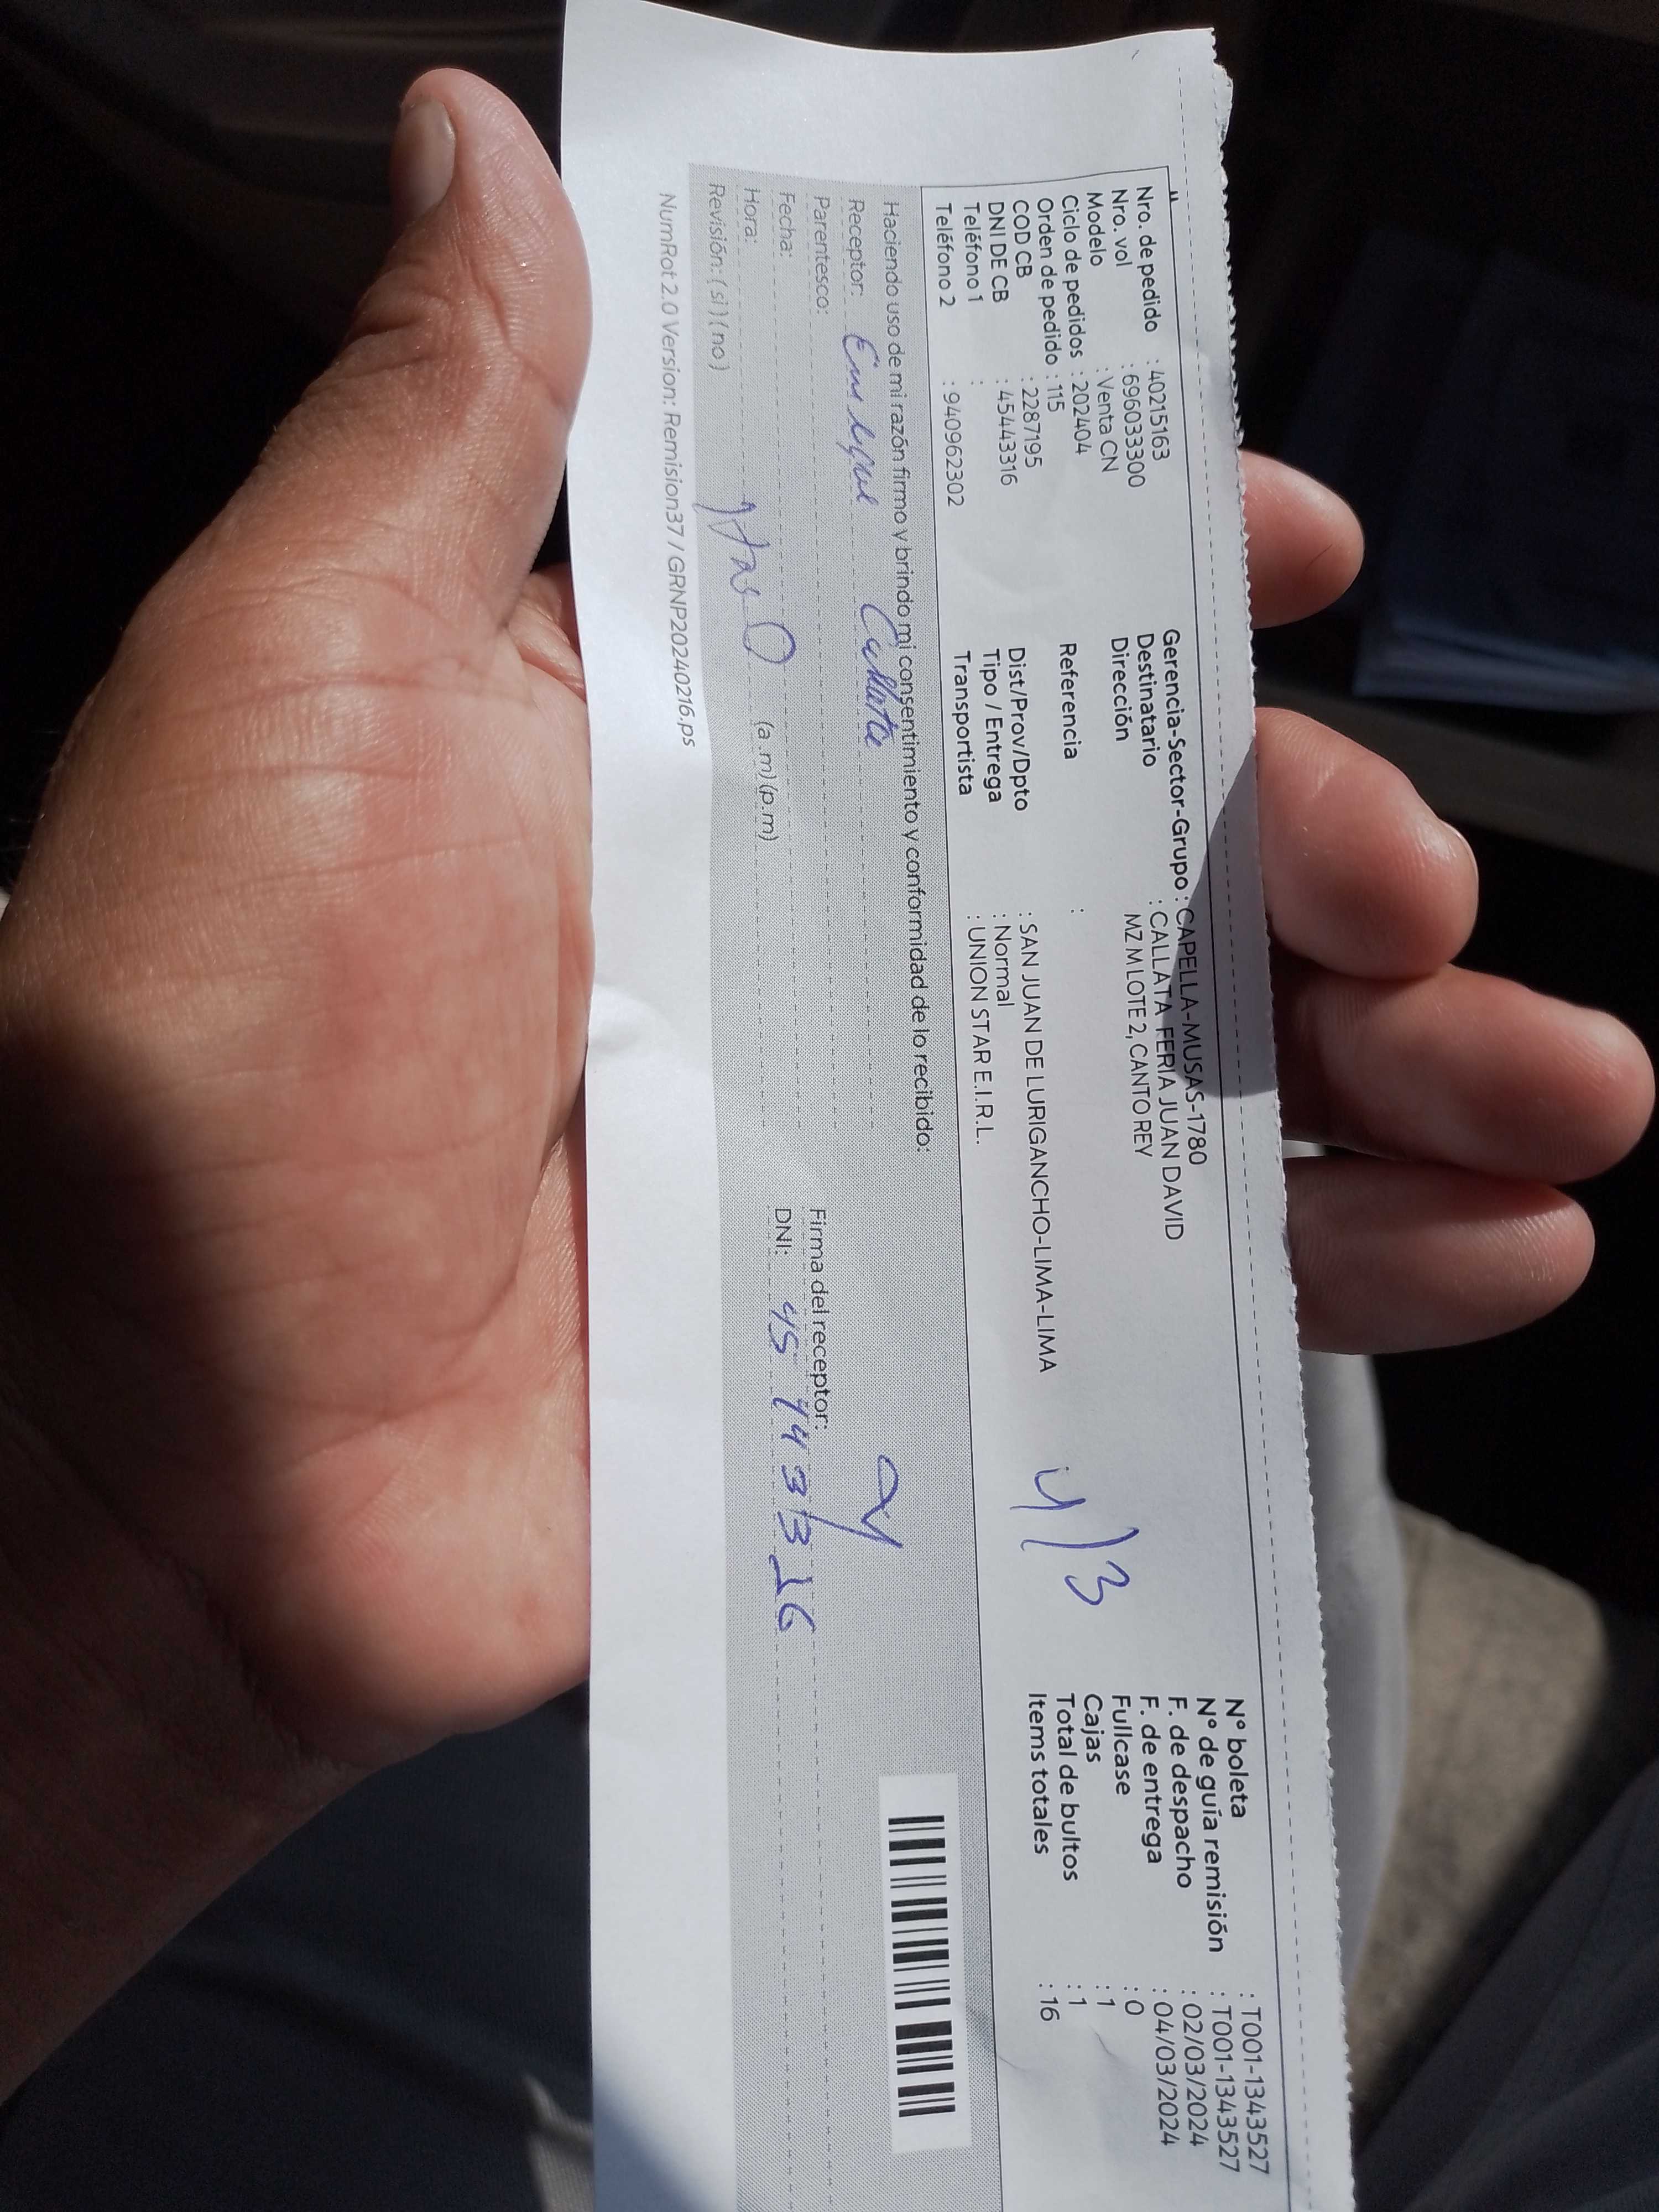 Nro. de pedido : 40215163
Nro. vol : 696033300
Modelo : Venta CN
Ciclo de pedidos : 202404
Orden de pedido : 115
COD CB : 2287195
DNI DE CB : 45443316
Teléfono 1 :
Teléfono 2 : 940962302
Gerencia-Sector-Grupo : CAPELLA-MUSAS-1780
Destinatario : CALLATA FERIA JUAN DAVID
Dirección MZ M LOTE 2, CANTO REY
Referencia :
Dist/Prov/Dpto : SAN JUAN DE LURIGANCHO-LIMA-LIMA
Tipo / Entrega : Normal
Transportista : UNION STAR E.I.R.L.
4/3
N° boleta : T001-1343527
N° de guía remisión : T001-1343527
F. de despacho : 02/03/2024
F. de entrega : 04/03/2024
Fullcase : 0
Cajas : 1
Total de bultos : 1
Items totales : 16
Haciendo uso de mi razón firmo y brindo mi consentimiento y conformidad de lo recibido:
Receptor: Enrique Callata
Parentesco:
Fecha:
Hora: (a.m)(p.m)
Revisión: (si)(no)
Firma del receptor:
DNI: 45443316
NumRot 2.0 Version: Remision37 / GRNP20240216.ps